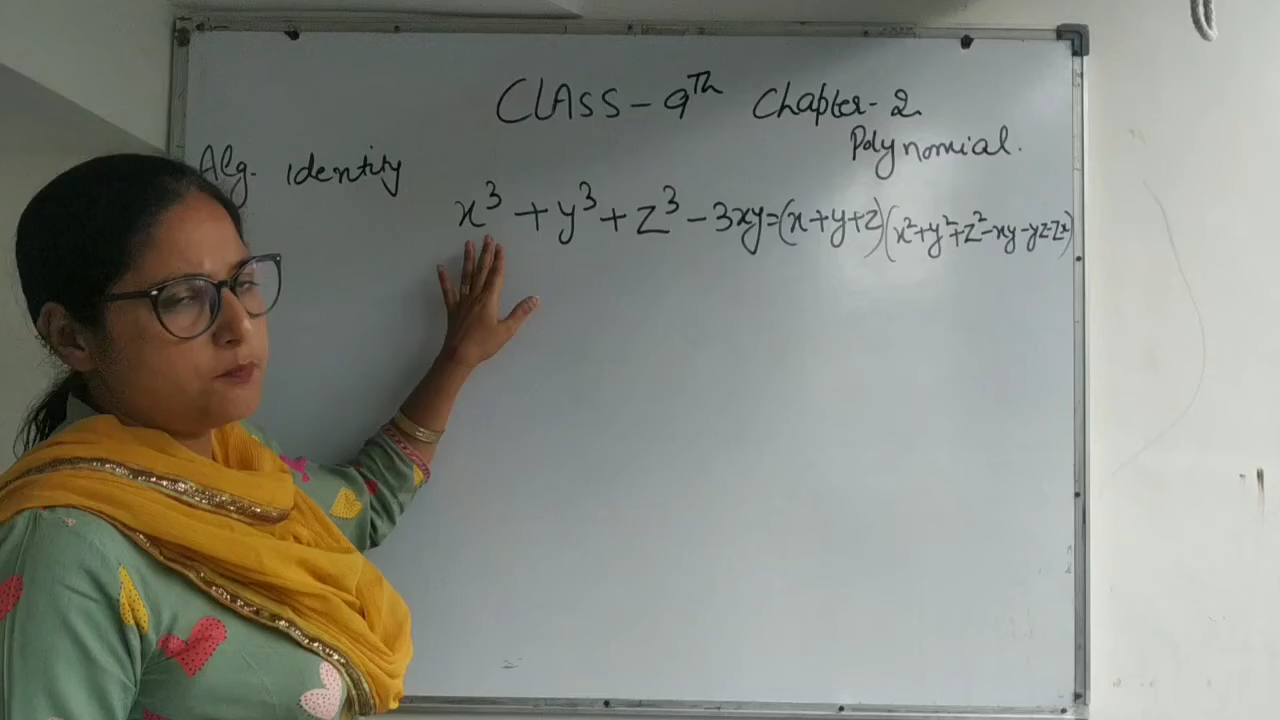 CLASS - 9Th Chapter - 2
Polynomial.
Alg. identity
x³ + y³ + z³ - 3xy = (x+y+z)(x²+y²+z²-xy-yz-zx)